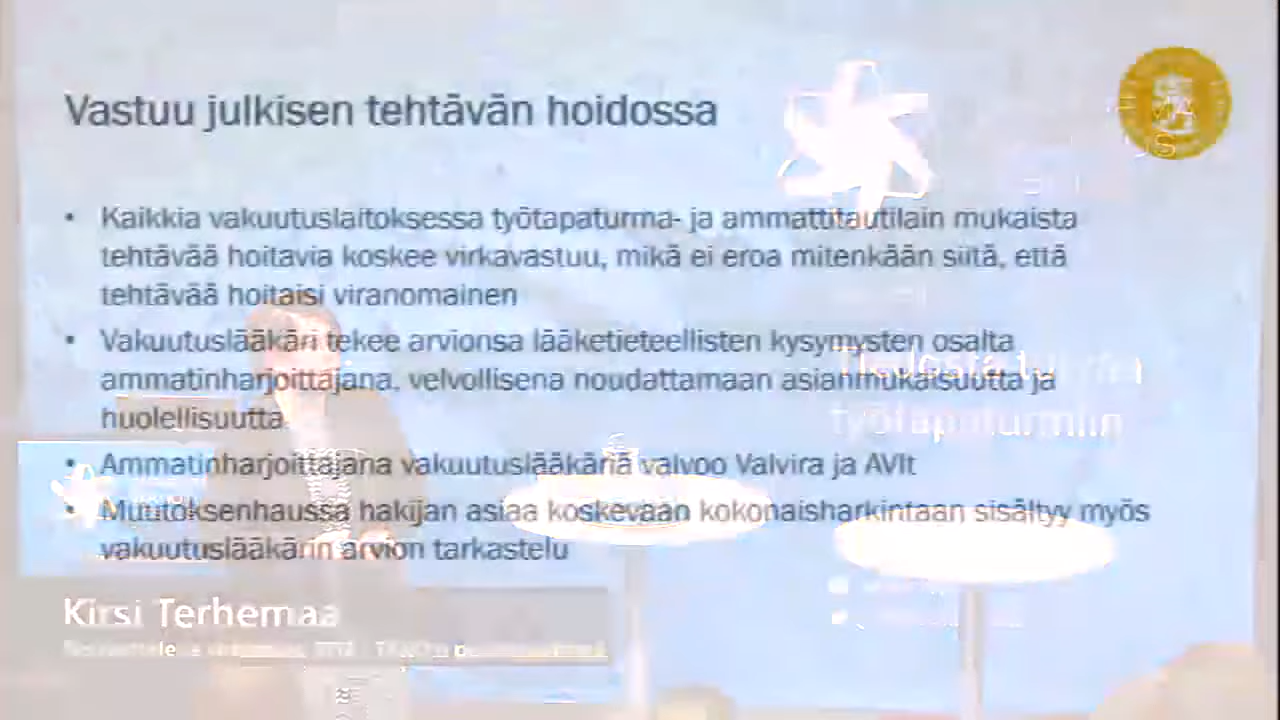 Vastuu julkisen tehtävän hoidossa
• Kaikkia vakuutuslaitoksessa työtapaturma- ja ammattitautilain mukaista
tehtävää hoitavia koskee virkavastuu, mikä ei eroa mitenkään siitä, että
tehtävää hoitaisi viranomainen
• Vakuutuslääkäri tekee arvionsa lääketieteellisten kysymysten osalta
ammatinharjoittajana, velvollisena noudattamaan asianmukaisuutta ja
huolellisuutta
• Ammatinharjoittajana vakuutuslääkäriä valvoo Valvira ja AVIt
• Muutoksenhaussa hakijan asiaa koskevaan kokonaisharkintaan sisältyy myös
vakuutuslääkärin arvion tarkastelu
työtapaturmiin
Kirsi Terhemaa